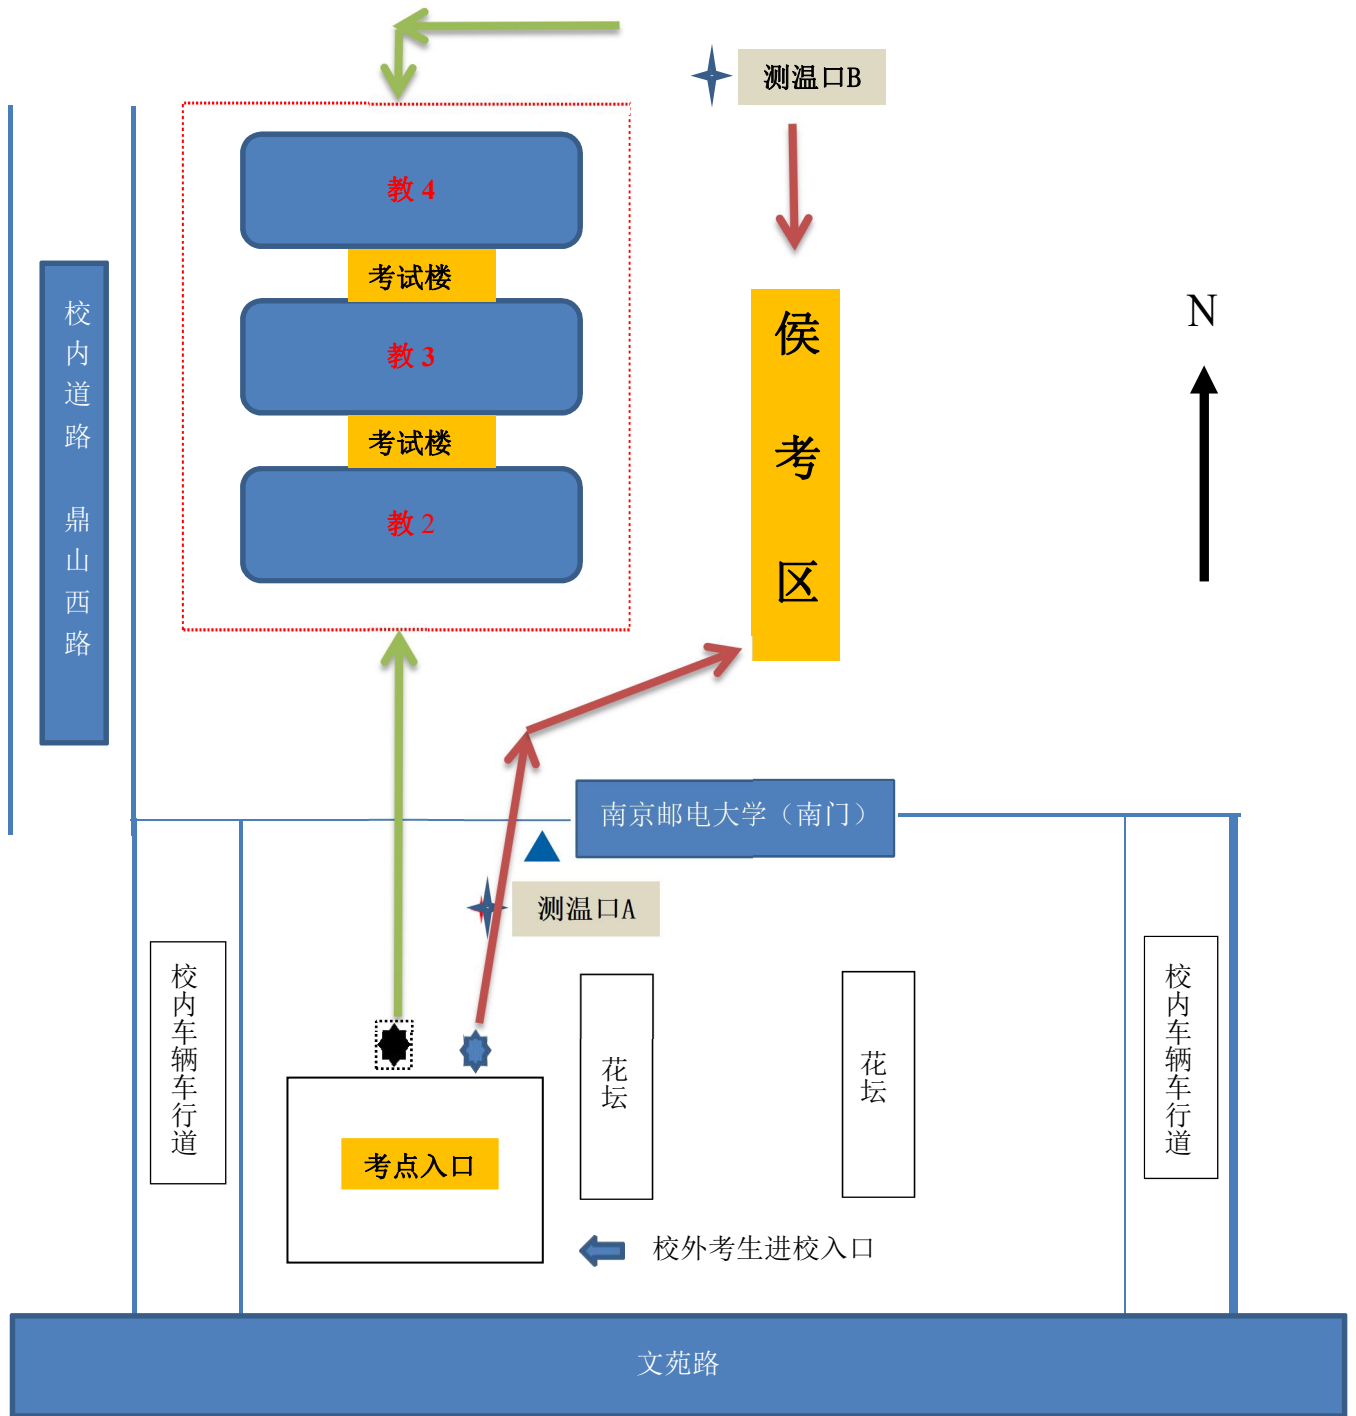 测温口B
教 4
考试楼
教 3
考试楼
教 2
校内道路 鼎山西路
侯考区
N
南京邮电大学（南门）
测温口A
校内车辆车行道
花坛
花坛
校内车辆车行道
考点入口
校外考生进校入口
文苑路